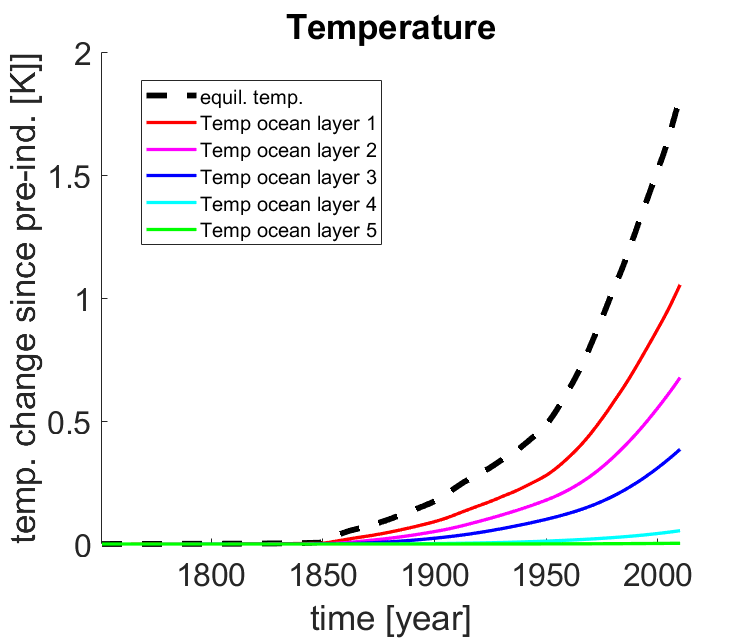 Temperature
temp. change since pre-ind. [K]]
2
1.5
1
0.5
0
equil. temp.
Temp ocean layer 1
Temp ocean layer 2
Temp ocean layer 3
Temp ocean layer 4
Temp ocean layer 5
1800 1850 1900 1950 2000
time [year]